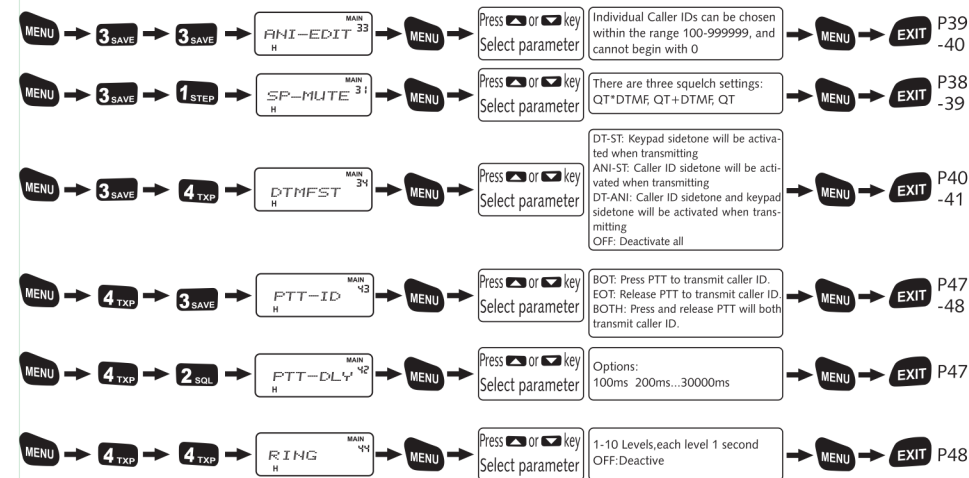 MENU 3 SAVE 3 SAVE MAIN ANI-EDIT 33 H MENU Press or key Select parameter
Individual Caller IDs can be chosen
within the range 100-999999, and
cannot begin with 0
MENU EXIT P39
-40
MENU 3 SAVE 1 STEP MAIN SP-MUTE 31 H MENU Press or key Select parameter
There are three squelch settings:
QT*DTMF, QT+DTMF, QT
MENU EXIT P38
-39
MENU 3 SAVE 4 TXP MAIN DTMFST 34 H MENU Press or key Select parameter
DT-ST: Keypad sidetone will be activa-
ted when transmitting
ANI-ST: Caller ID sidetone will be acti-
vated when transmitting
DT-ANI: Caller ID sidetone and keypad
sidetone will be activated when trans-
mitting
OFF: Deactivate all
MENU EXIT P40
-41
MENU 4 TXP 3 SAVE MAIN PTT-ID 43 H MENU Press or key Select parameter
BOT: Press PTT to transmit caller ID.
EOT: Release PTT to transmit caller ID.
BOTH: Press and release PTT will both
transmit caller ID.
MENU EXIT P47
-48
MENU 4 TXP 2 SQL MAIN PTT-DLY 42 H MENU Press or key Select parameter
Options:
100ms 200ms...30000ms
MENU EXIT P47
MENU 4 TXP 4 TXP MAIN RING 44 H MENU Press or key Select parameter
1-10 Levels,each level 1 second
OFF:Deactive
MENU EXIT P48